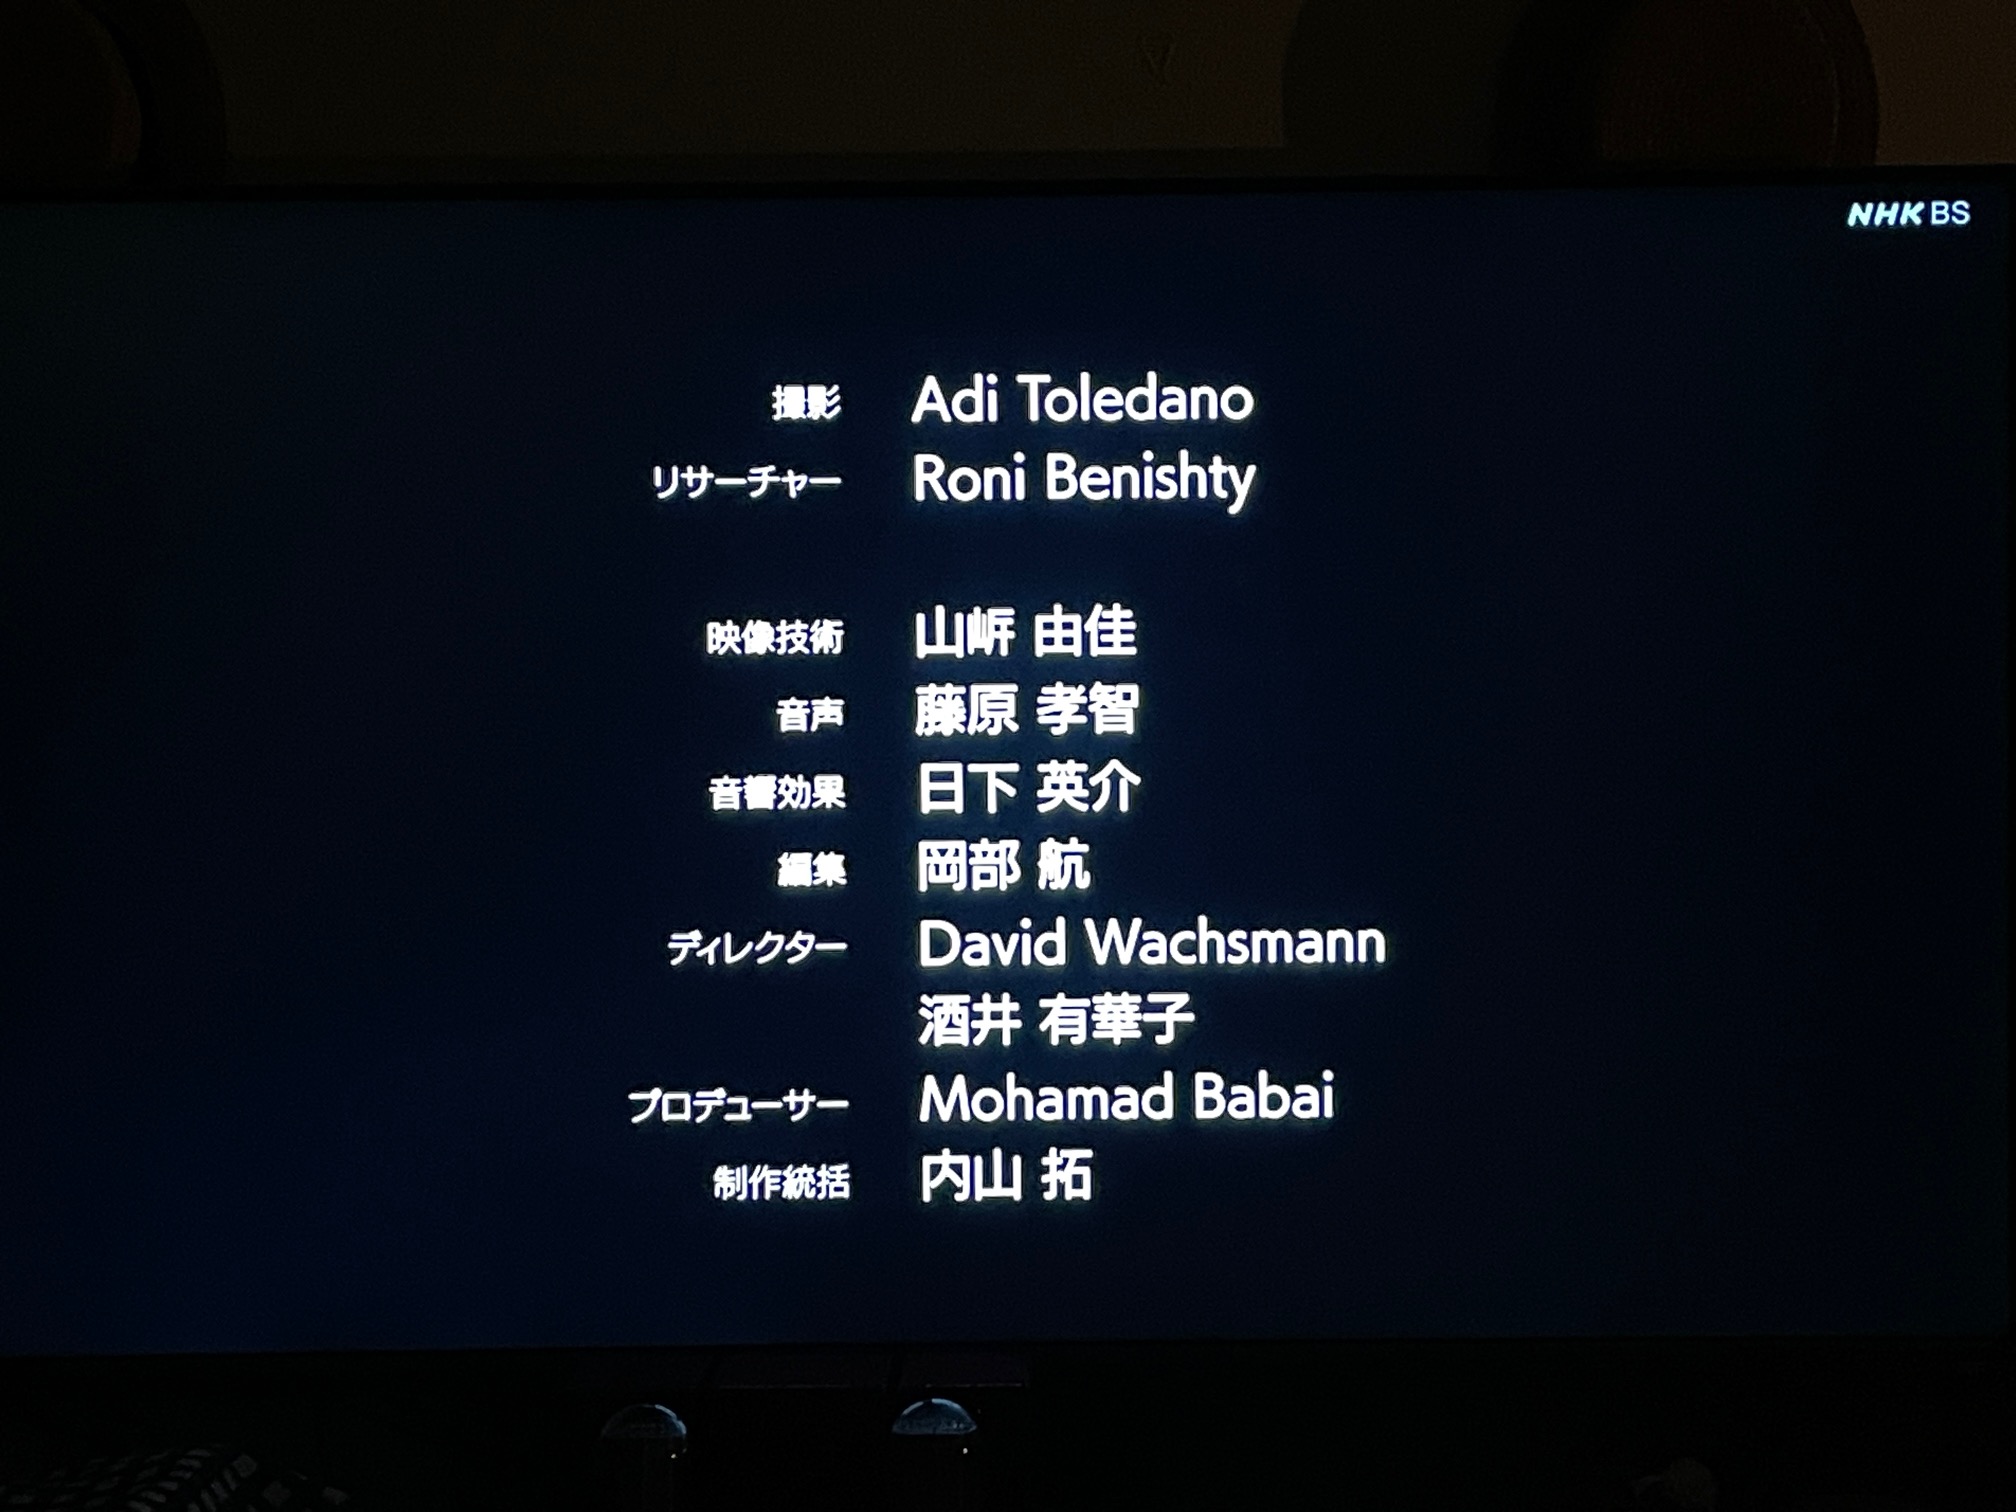 NHK BS
撮影 Adi Toledano
リサーチャー Roni Benishty
映像技術 山㟁 由佳
音声 藤原 孝智
音響効果 日下 英介
編集 岡部 航
ディレクター David Wachsmann
酒井 有華子
プロデューサー Mohamad Babai
制作統括 内山 拓